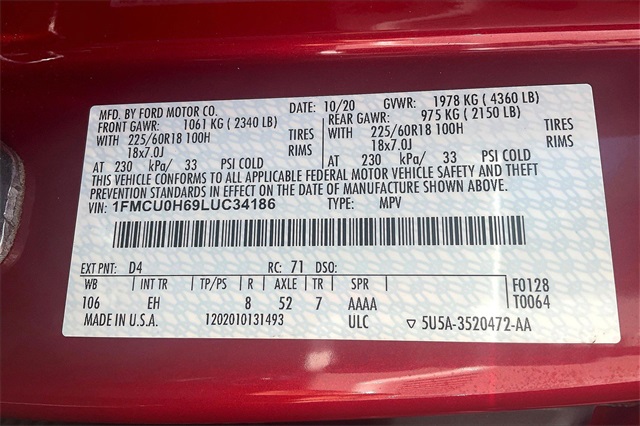 MFD. BY FORD MOTOR CO. DATE: 10/20 GVWR: 1978 KG ( 4360 LB)
FRONT GAWR: 1061 KG ( 2340 LB) REAR GAWR: 975 KG ( 2150 LB)
WITH 225/60R18 100H TIRES WITH 225/60R18 100H TIRES
18x7.0J RIMS 18x7.0J RIMS
AT 230 kPa/ 33 PSI COLD AT 230 kPa/ 33 PSI COLD
THIS VEHICLE CONFORMS TO ALL APPLICABLE FEDERAL MOTOR VEHICLE SAFETY AND THEFT
PREVENTION STANDARDS IN EFFECT ON THE DATE OF MANUFACTURE SHOWN ABOVE.
VIN: 1FMCU0H69LUC34186 TYPE: MPV
EXT PNT: D4 RC: 71 DSO:
WB INT TR TP/PS R AXLE TR SPR F0128
106 EH 8 52 7 AAAA T0064
MADE IN U.S.A. 1202010131493 ULC ▽ 5U5A-3520472-AA